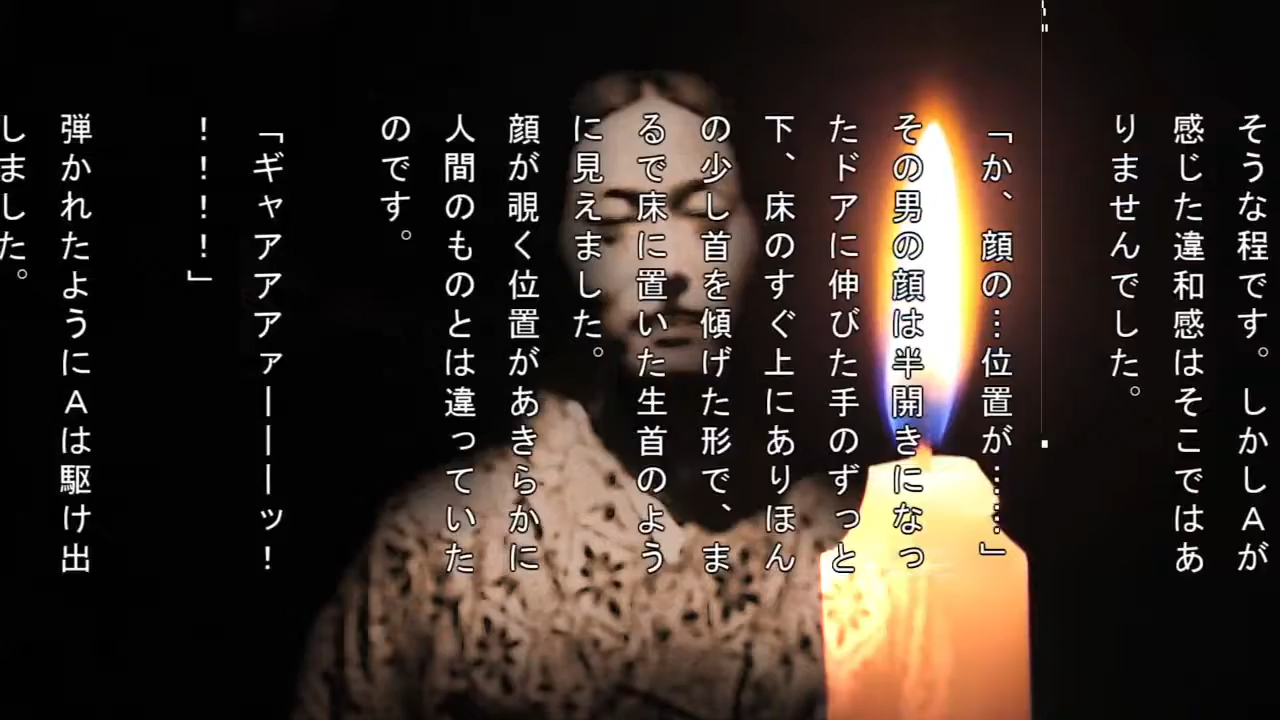 そうな程です。しかしAが
感じた違和感はそこではあ
りませんでした。
「か、顔の…位置が……」
その男の顔は半開きになっ
たドアに伸びた手のずっと
下、床のすぐ上にありほん
の少し首を傾げた形で、ま
るで床に置いた生首のよう
に見えました。
顔が覗く位置があきらかに
人間のものとは違っていた
のです。
「ギャアアアァーーーッ！
！！！！」
弾かれたようにAは駆け出
しました。